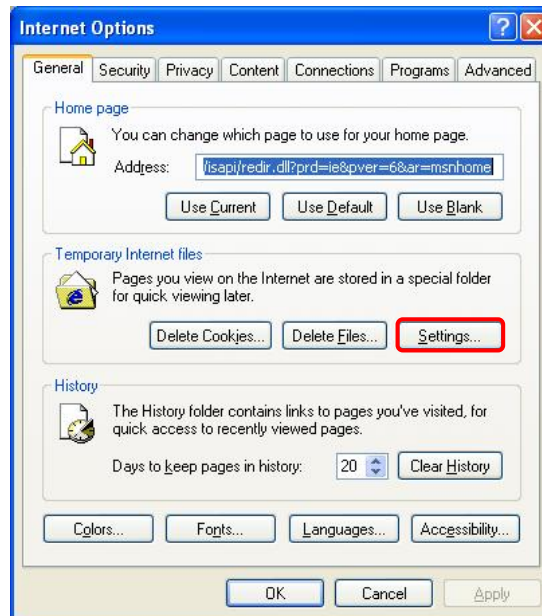 Internet Options
General Security Privacy Content Connections Programs Advanced
Home page
You can change which page to use for your home page.
Address: /isapi/redir.dll?prd=ie&pver=6&ar=msnhome
Use Current Use Default Use Blank
Temporary Internet files
Pages you view on the Internet are stored in a special folder
for quick viewing later.
Delete Cookies... Delete Files... Settings...
History
The History folder contains links to pages you've visited, for
quick access to recently viewed pages.
Days to keep pages in history: 20 Clear History
Colors... Fonts... Languages... Accessibility...
OK Cancel Apply